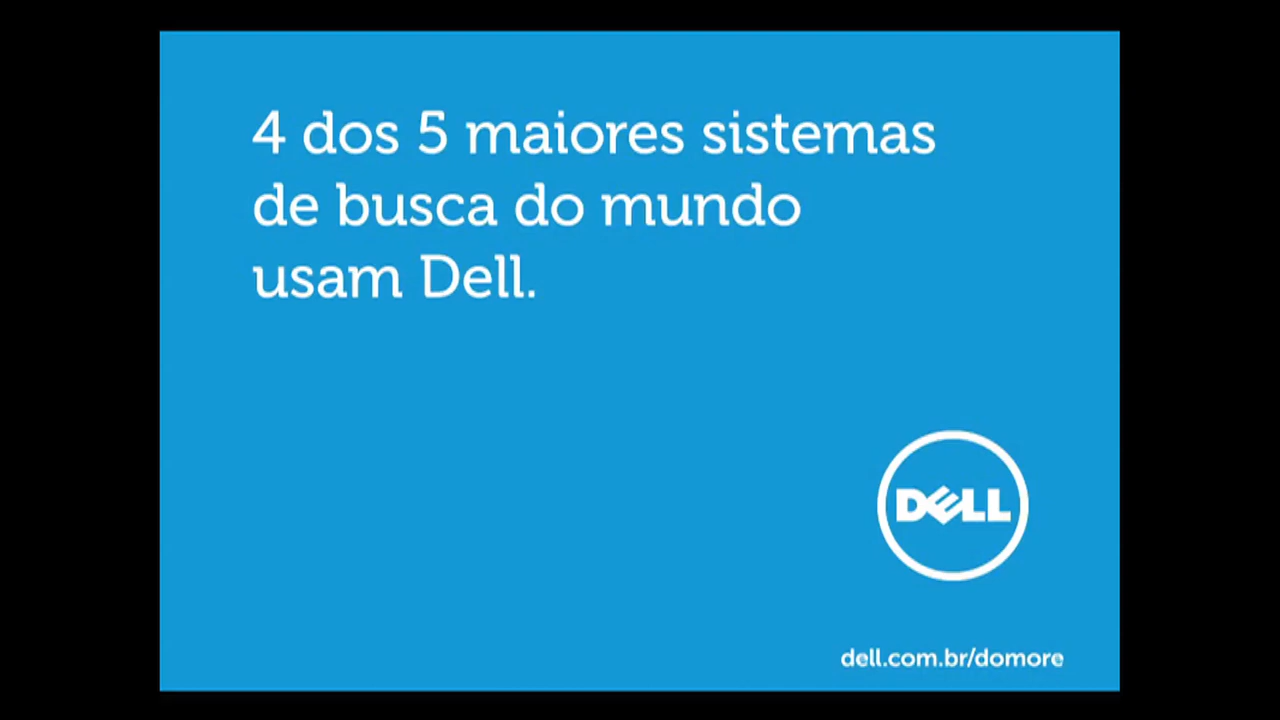 4 dos 5 maiores sistemas
de busca do mundo
usam Dell.
DELL
dell.com.br/domore